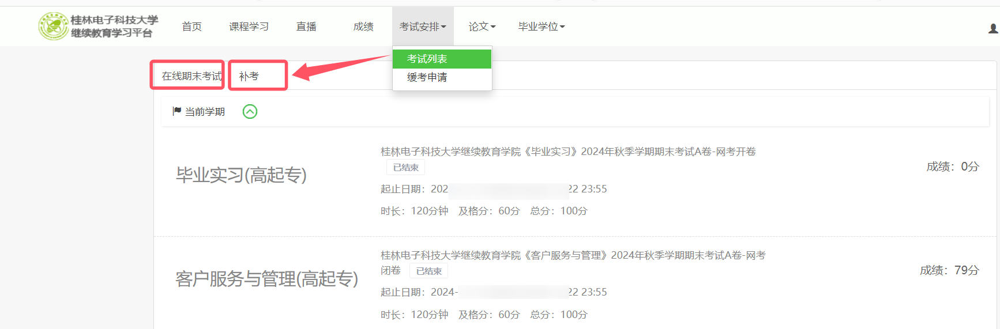 桂林电子科技大学
继续教育学习平台
首页
课程学习
直播
成绩
考试安排
论文
毕业学位
考试列表
缓考申请
在线期末考试
补考
当前学期
毕业实习(高起专)
桂林电子科技大学继续教育学院《毕业实习》2024年秋季学期期末考试A卷-网考开卷
已结束
起止日期：202 22 23:55
时长：120分钟 及格分：60分 总分：100分
成绩：0分
客户服务与管理(高起专)
桂林电子科技大学继续教育学院《客户服务与管理》2024年秋季学期期末考试A卷-网考
闭卷 已结束
起止日期：2024- 22 23:55
时长：120分钟 及格分：60分 总分：100分
成绩：79分